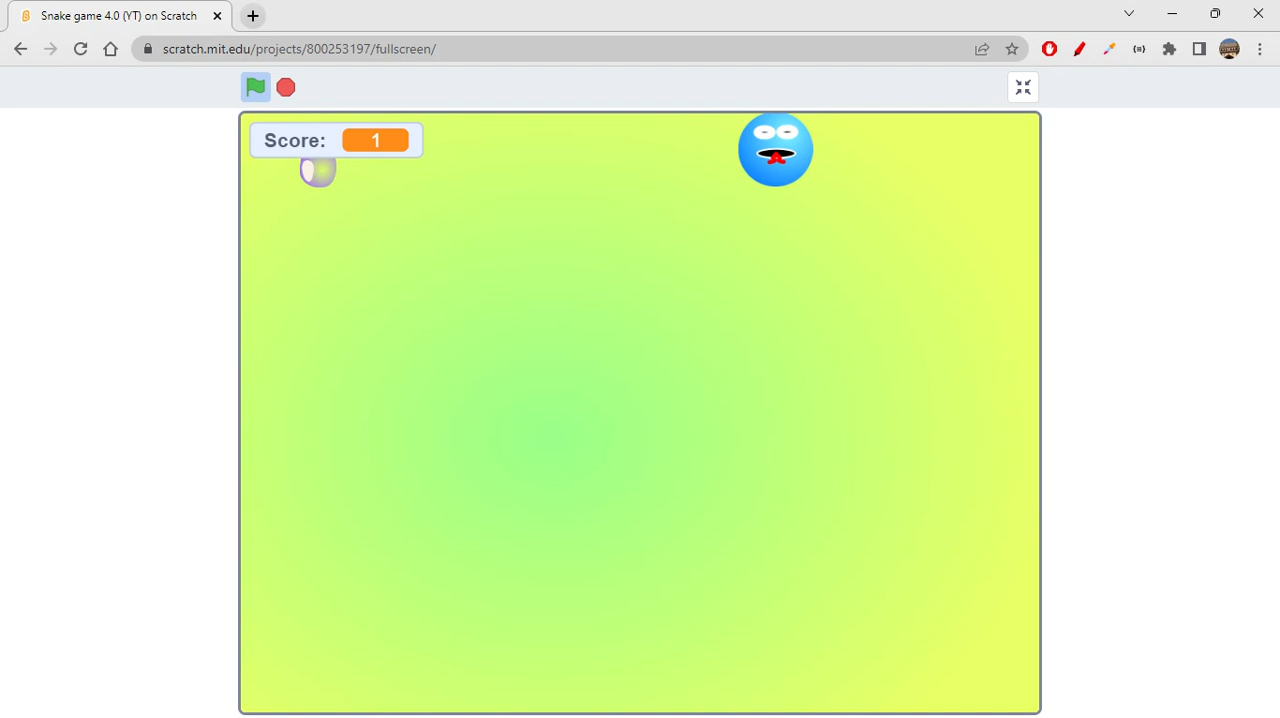 Snake game 4.0 (YT) on Scratch
scratch.mit.edu/projects/800253197/fullscreen/
Score: 1